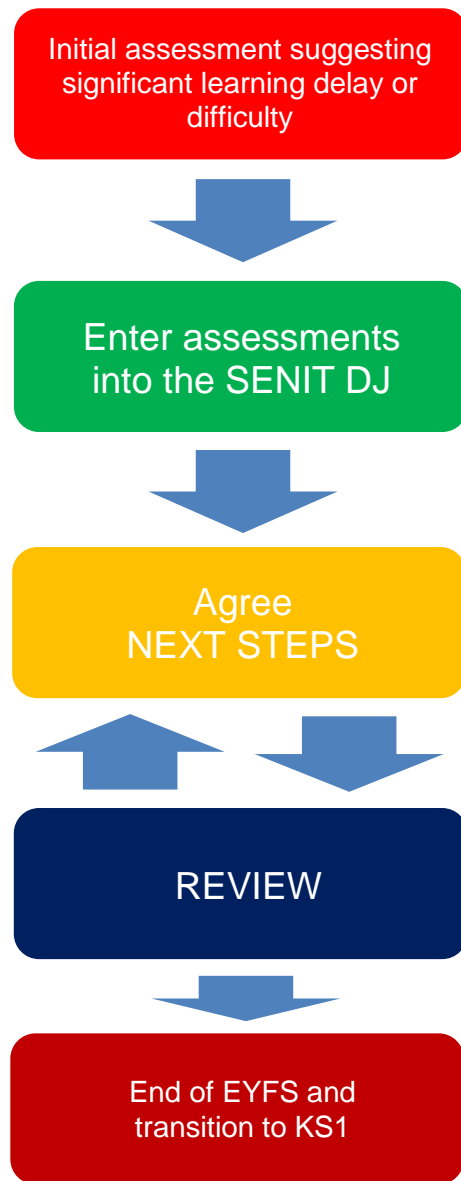 Initial assessment suggesting
significant learning delay or
difficulty
Enter assessments
into the SENIT DJ
Agree
NEXT STEPS
REVIEW
End of EYFS and
transition to KS1